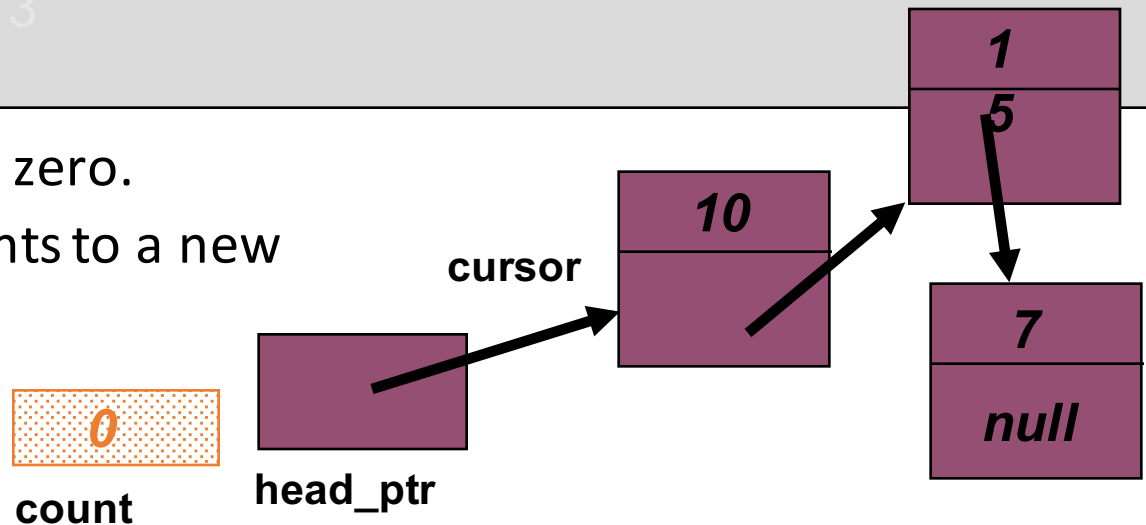 3
zero.
nts to a new
cursor
10
1
5
7
null
0
count
head_ptr